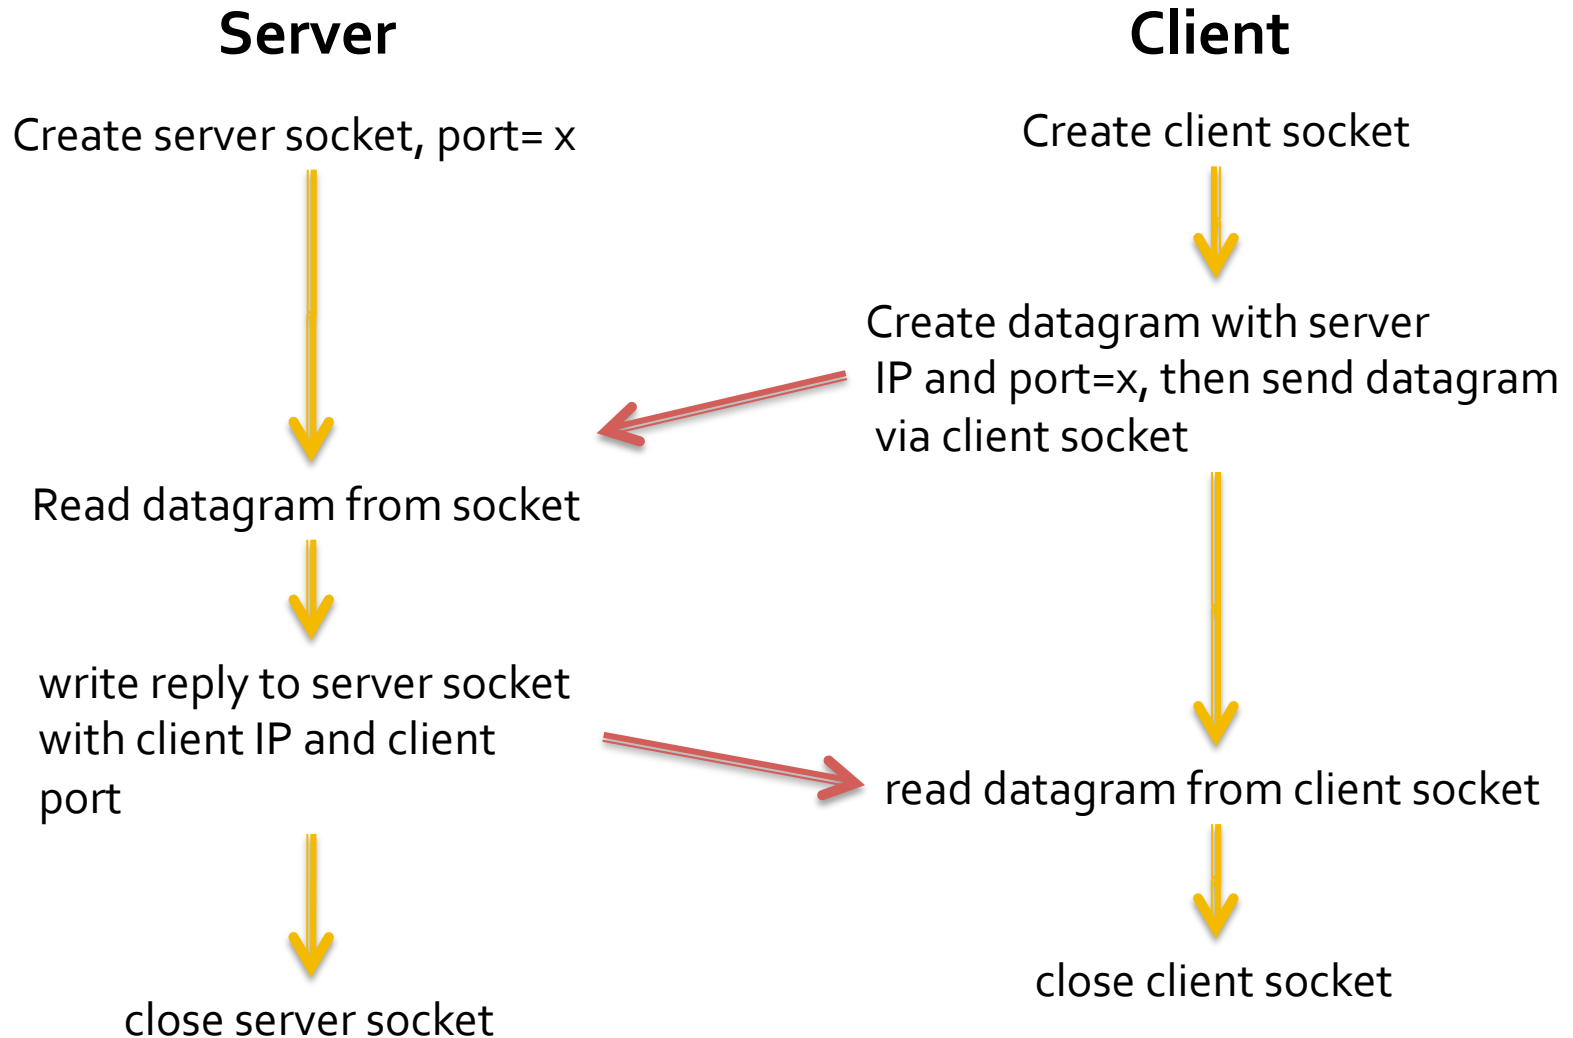 Server
Create server socket, port= x
Read datagram from socket
write reply to server socket
with client IP and client
port
close server socket
Client
Create client socket
Create datagram with server
IP and port=x, then send datagram
via client socket
read datagram from client socket
close client socket